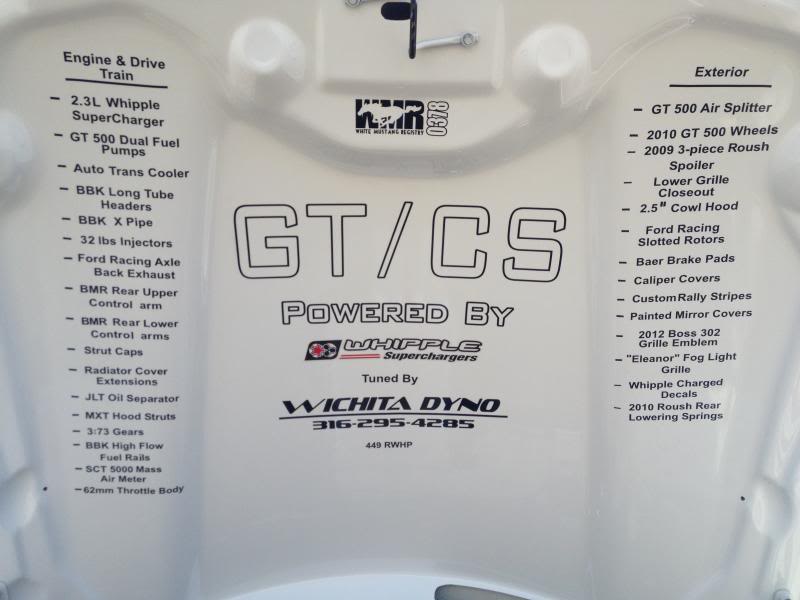 Engine & Drive
Train
– 2.3L Whipple
SuperCharger
– GT 500 Dual Fuel
Pumps
– Auto Trans Cooler
– BBK Long Tube
Headers
– BBK X Pipe
– 32 lbs Injectors
– Ford Racing Axle
Back Exhaust
– BMR Rear Upper
Control arm
– BMR Rear Lower
Control arms
– Strut Caps
– Radiator Cover
Extensions
– JLT Oil Separator
– MXT Hood Struts
– 3:73 Gears
– BBK High Flow
Fuel Rails
– SCT 5000 Mass
Air Meter
– 62mm Throttle Body
WMR
WHITE MUSTANG REGISTRY
0378
GT/CS
Powered By
WHIPPLE
Superchargers
Tuned By
WICHITA DYNO
316-295-4285
449 RWHP
Exterior
– GT 500 Air Splitter
– 2010 GT 500 Wheels
– 2009 3-piece Roush
Spoiler
– Lower Grille
Closeout
– 2.5" Cowl Hood
– Ford Racing
Slotted Rotors
– Baer Brake Pads
– Caliper Covers
– Custom Rally Stripes
– Painted Mirror Covers
– 2012 Boss 302
Grille Emblem
– "Eleanor" Fog Light
Grille
– Whipple Charged
Decals
– 2010 Roush Rear
Lowering Springs